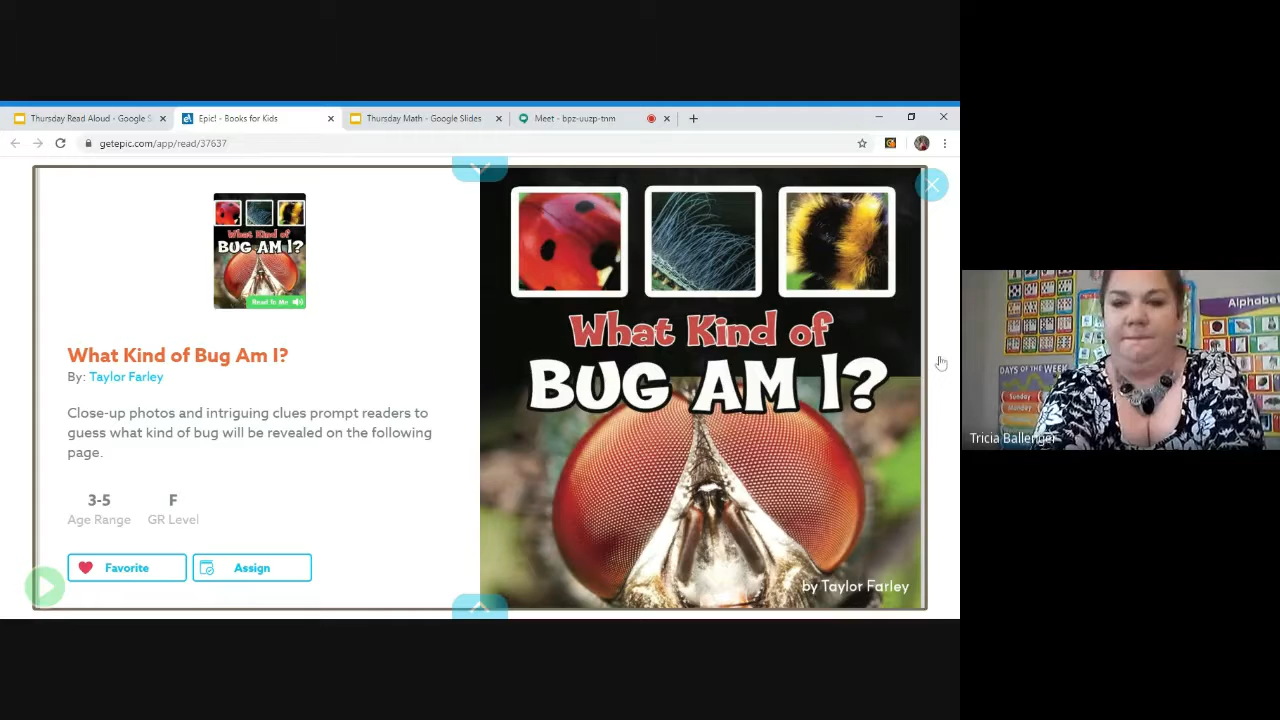 Thursday Read Aloud - Google S
Epic! - Books for Kids
Thursday Math - Google Slides
Meet - bpz-uuzp-tnm
getepic.com/app/read/37637
What Kind of
BUG AM I?
Read To Me
What Kind of Bug Am I?
By: Taylor Farley
Close-up photos and intriguing clues prompt readers to
guess what kind of bug will be revealed on the following
page.
3-5
F
Age Range
GR Level
Favorite
Assign
What Kind of
BUG AM I?
by Taylor Farley
Alphabet
DAYS OF THE WEEK
Sunday
Monday
Tricia Ballenger